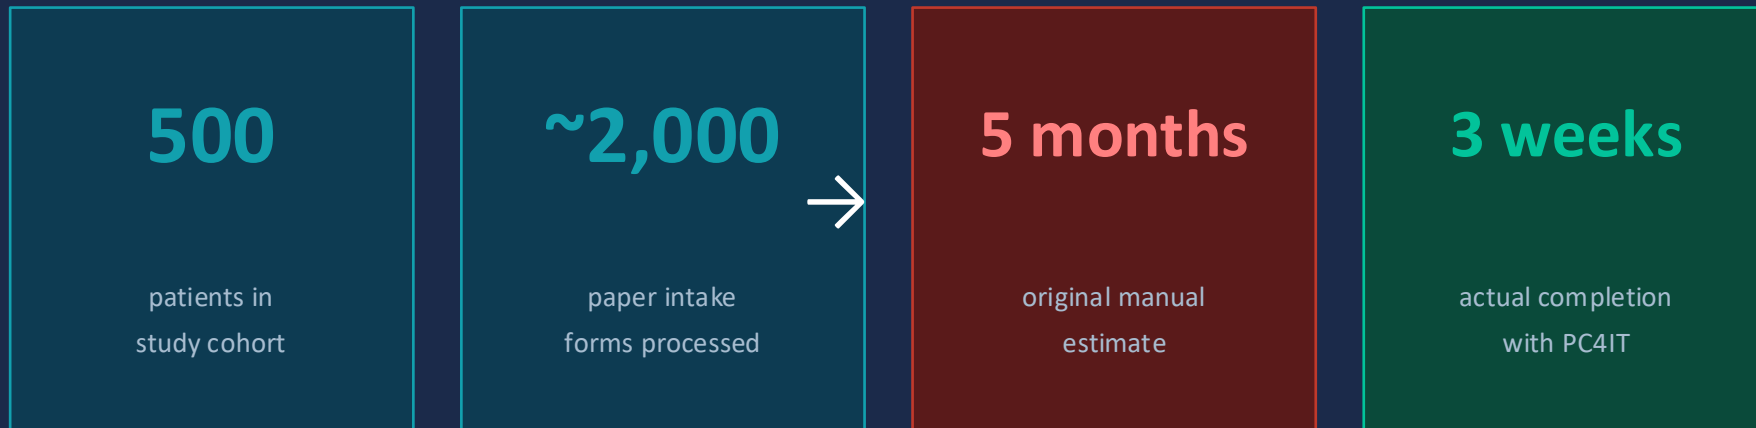 500
patients in
study cohort
~2,000
paper intake
forms processed
5 months
original manual
estimate
3 weeks
actual completion
with PC4IT